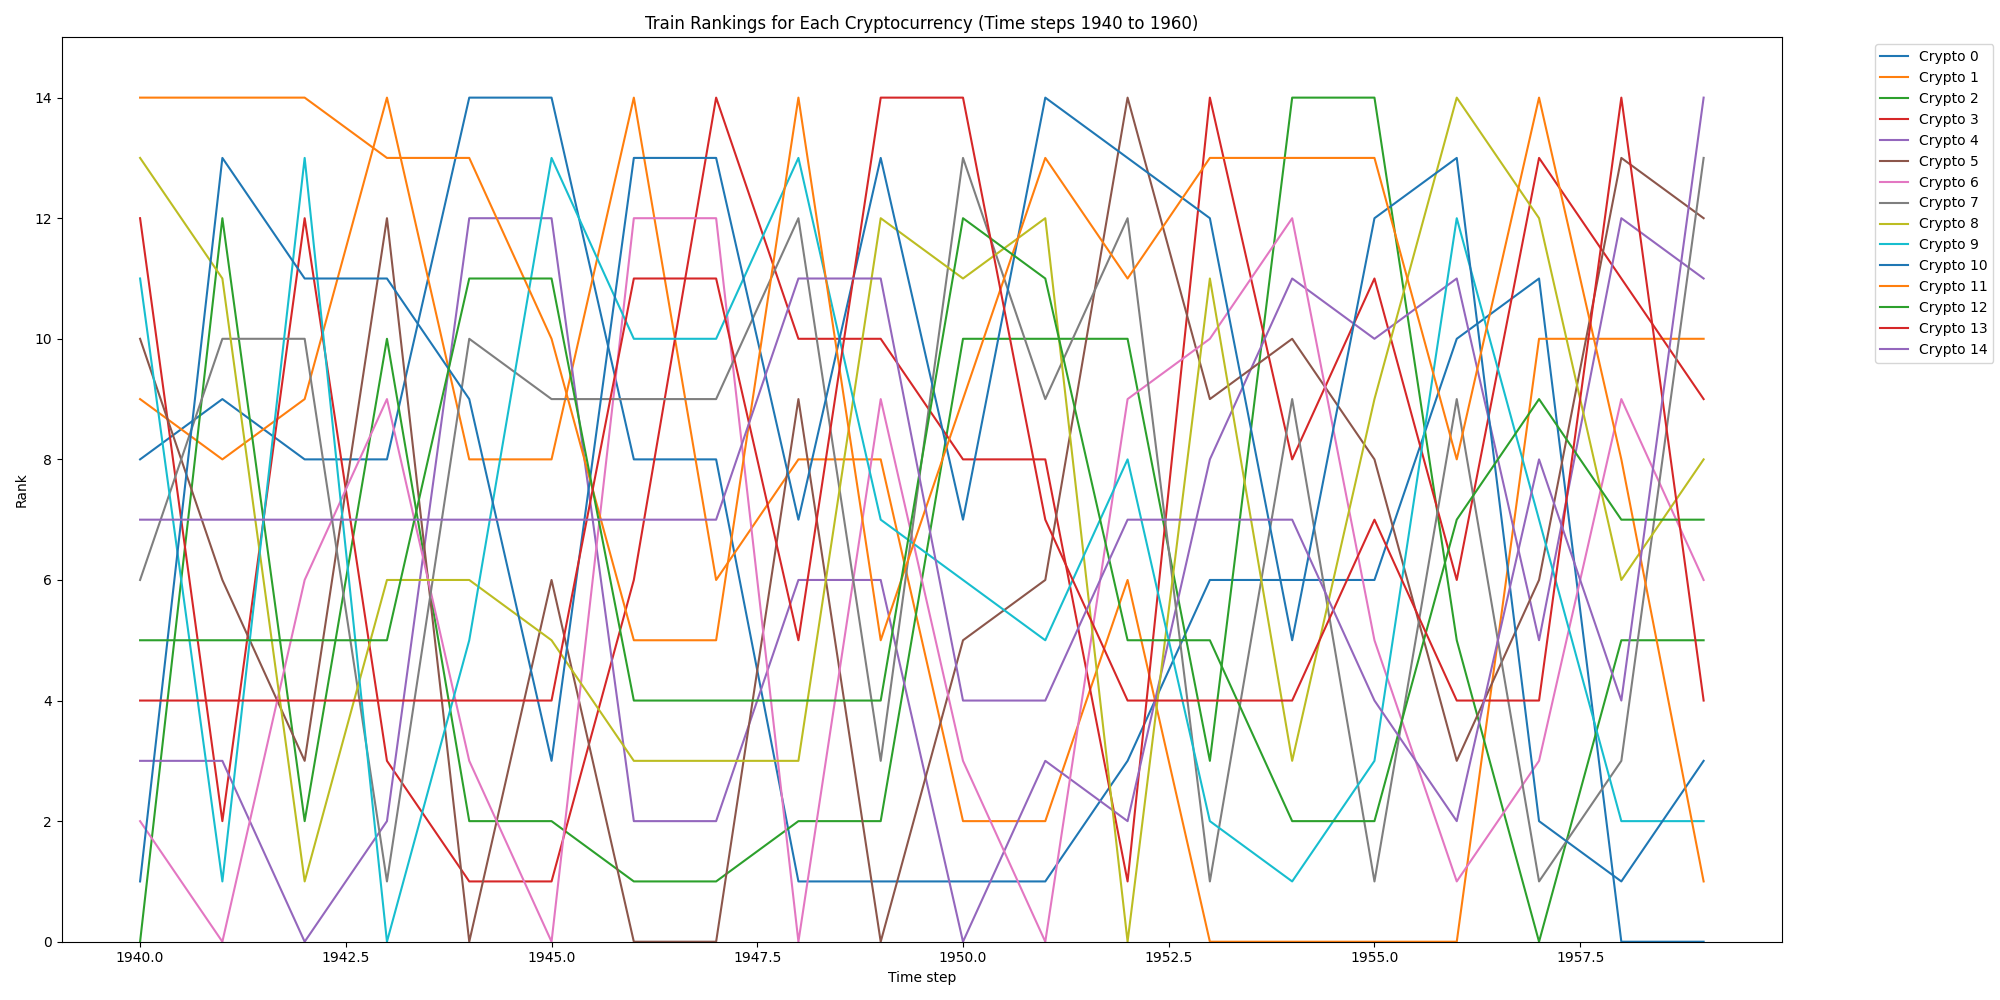 Train Rankings for Each Cryptocurrency (Time steps 1940 to 1960)
Crypto 0
Crypto 1
Crypto 2
Crypto 3
Crypto 4
Crypto 5
Crypto 6
Crypto 7
Crypto 8
Crypto 9
Crypto 10
Crypto 11
Crypto 12
Crypto 13
Crypto 14
14
12
10
8
6
4
2
0
Rank
1940.0 1942.5 1945.0 1947.5 1950.0 1952.5 1955.0 1957.5
Time step